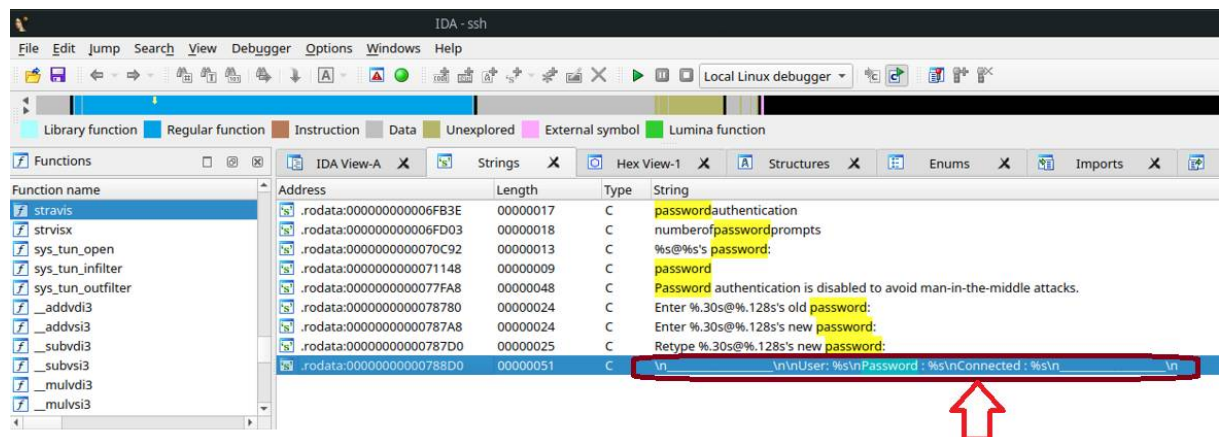 IDA - ssh
File Edit Jump Search View Debugger Options Windows Help
Local Linux debugger
Library function Regular function Instruction Data Unexplored External symbol Lumina function
Functions IDA View-A Strings Hex View-1 Structures Enums Imports
Function name Address Length Type String
stravis .rodata:000000000006FB3E 00000017 C passwordauthentication
strvisx .rodata:000000000006FD03 00000018 C numberofpasswordprompts
sys_tun_open .rodata:0000000000070C92 00000013 C %s@%s's password:
sys_tun_infilter .rodata:0000000000071148 00000009 C password
sys_tun_outfilter .rodata:0000000000077FA8 00000048 C Password authentication is disabled to avoid man-in-the-middle attacks.
__addvdi3 .rodata:0000000000078780 00000024 C Enter %.30s@%.128s's old password:
__addvsi3 .rodata:00000000000787A8 00000024 C Enter %.30s@%.128s's new password:
__subvdi3 .rodata:00000000000787D0 00000025 C Retype %.30s@%.128s's new password:
__subvsi3 .rodata:00000000000788D0 00000051 C \n____________________\n\nUser: %s\nPassword : %s\nConnected : %s\n____________________\n
__mulvdi3
__mulvsi3